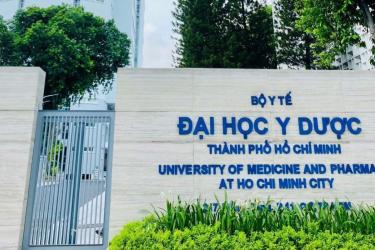 BỘ Y TẾ
ĐẠI HỌC Y DƯỢC
THÀNH PHỐ HỒ CHÍ MINH
UNIVERSITY OF MEDICINE AND PHARMA
AT HO CHI MINH CITY